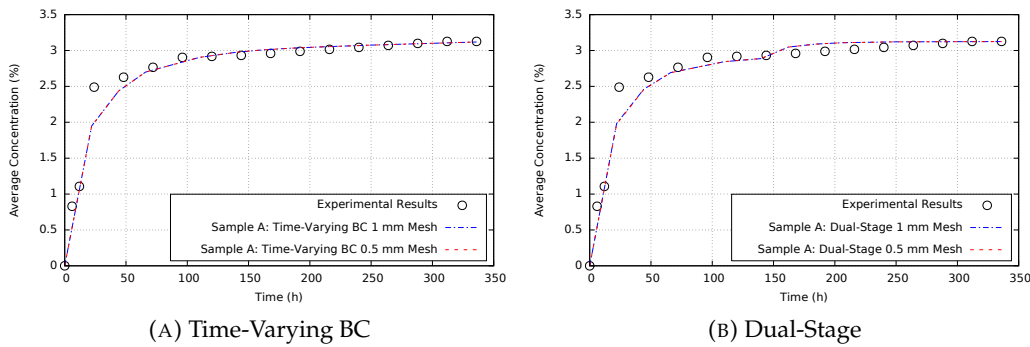 3.5
3
2.5
2
1.5
1
0.5
0
Average Concentration (%)
Experimental Results
Sample A: Time-Varying BC 1 mm Mesh
Sample A: Time-Varying BC 0.5 mm Mesh
0 50 100 150 200 250 300 350
Time (h)
(A) Time-Varying BC
3.5
3
2.5
2
1.5
1
0.5
0
Average Concentration (%)
Experimental Results
Sample A: Dual-Stage 1 mm Mesh
Sample A: Dual-Stage 0.5 mm Mesh
0 50 100 150 200 250 300 350
Time (h)
(B) Dual-Stage